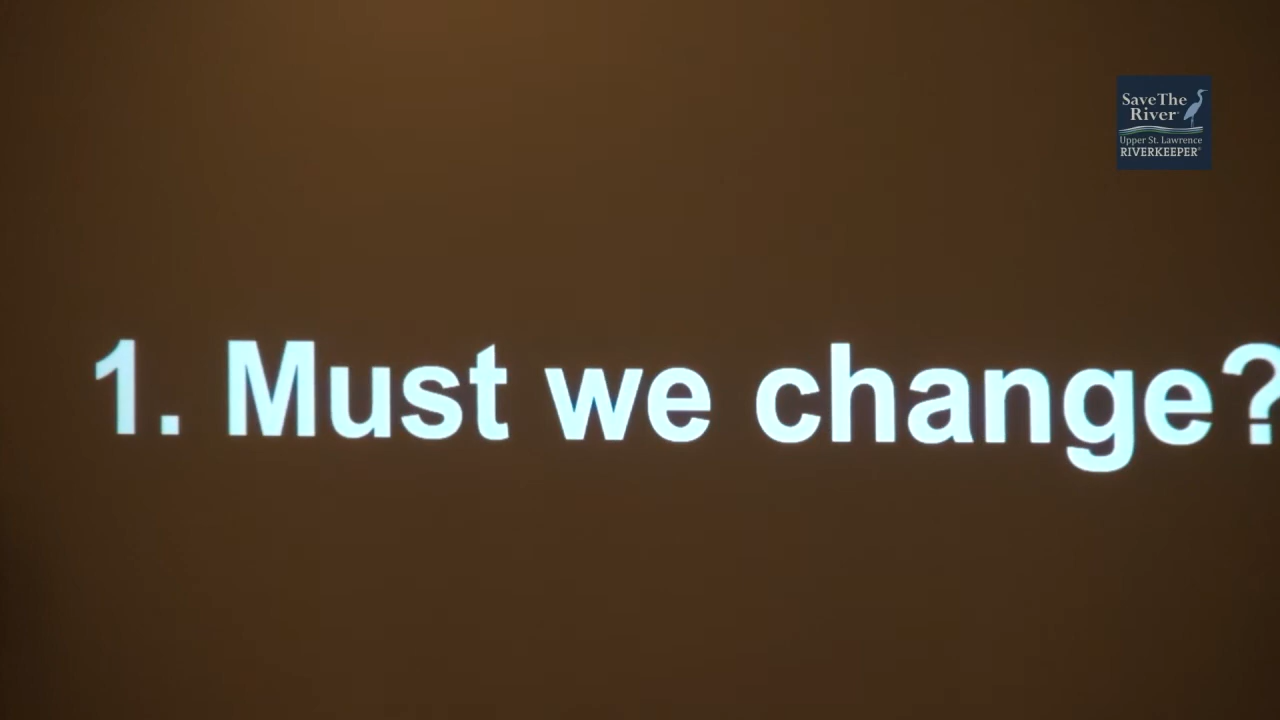 Save The
River®
Upper St. Lawrence
RIVERKEEPER®
1. Must we change?